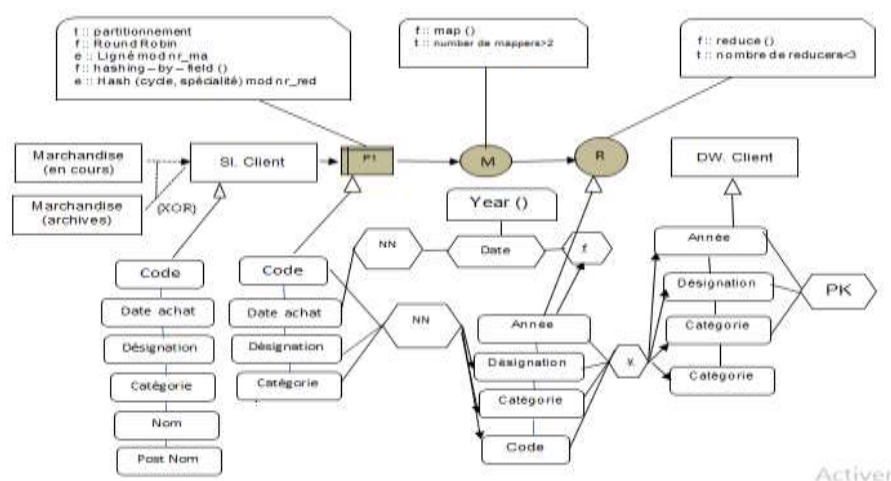 t :: partitionnement
f :: Round Robin
e :: Ligné mod nr_ma
f :: hashing – by – field ()
e :: Hash (cycle, spécialité) mod nr_red
f :: map ()
t :: number de mappers>2
f :: reduce ()
t :: nombre de reducers<3
Marchandise
(en cours)
Marchandise
(archives)
(XOR)
SI. Client
P1
M
R
DW. Client
Year ()
NN
Date
f
Code
Date achat
Désignation
Catégorie
Nom
Post Nom
Code
Date achat
Désignation
Catégorie
NN
Année
Désignation
Catégorie
Code
Année
Désignation
Catégorie
Catégorie
PK
Activer